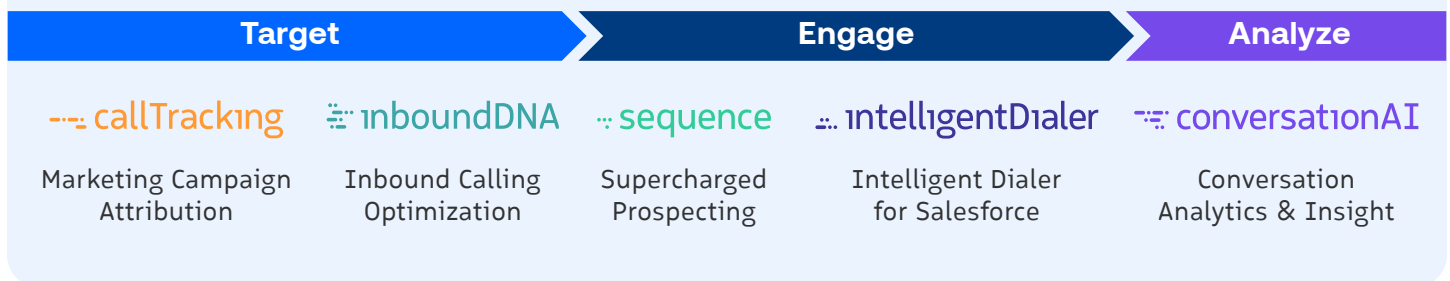 Target
Engage
Analyze
callTracking
inboundDNA
sequence
intelligentDialer
conversationAI
Marketing Campaign
Attribution
Inbound Calling
Optimization
Supercharged
Prospecting
Intelligent Dialer
for Salesforce
Conversation
Analytics & Insight